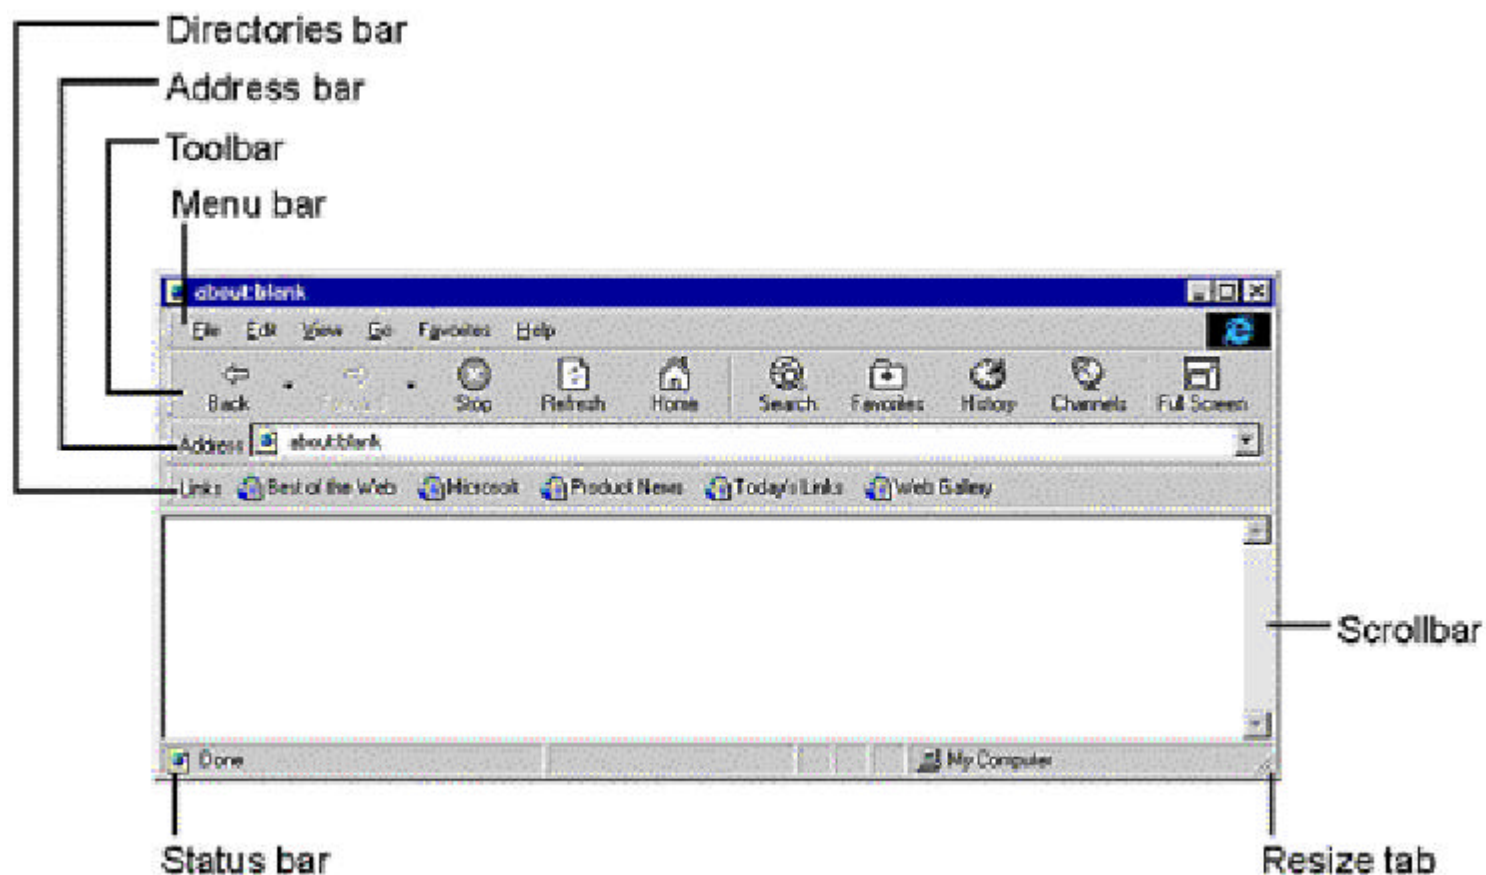 Directories bar
Address bar
Toolbar
Menu bar
about:blank
File Edit View Go Favorites Help
Back Forward Stop Refresh Home Search Favorites History Channels Full Screen
Address about:blank
Links Best of the Web Microsoft Product News Today's Links Web Gallery
Scrollbar
Done My Computer
Status bar Resize tab